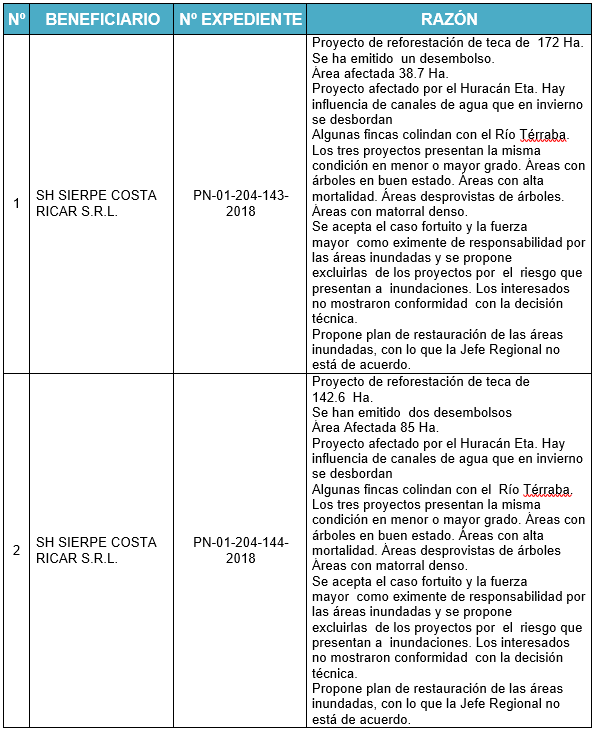 Nº BENEFICIARIO Nº EXPEDIENTE RAZÓN
1
SH SIERPE COSTA
RICAR S.R.L.
PN-01-204-143-
2018
Proyecto de reforestación de teca de 172 Ha.
Se ha emitido un desembolso.
Área afectada 38.7 Ha.
Proyecto afectado por el Huracán Eta. Hay
influencia de canales de agua que en invierno
se desbordan
Algunas fincas colindan con el Río Térraba.
Los tres proyectos presentan la misma
condición en menor o mayor grado. Áreas con
árboles en buen estado. Áreas con alta
mortalidad. Áreas desprovistas de árboles.
Áreas con matorral denso.
Se acepta el caso fortuito y la fuerza
mayor como eximente de responsabilidad por
las áreas inundadas y se propone
excluirlas de los proyectos por el riesgo que
presentan a inundaciones. Los interesados
no mostraron conformidad con la decisión
técnica.
Propone plan de restauración de las áreas
inundadas, con lo que la Jefe Regional no
está de acuerdo.
2
SH SIERPE COSTA
RICAR S.R.L.
PN-01-204-144-
2018
Proyecto de reforestación de teca de
142.6 Ha.
Se han emitido dos desembolsos
Área Afectada 85 Ha.
Proyecto afectado por el Huracán Eta. Hay
influencia de canales de agua que en invierno
se desbordan
Algunas fincas colindan con el Río Térraba.
Los tres proyectos presentan la misma
condición en menor o mayor grado. Áreas con
árboles en buen estado. Áreas con alta
mortalidad. Áreas desprovistas de árboles
Áreas con matorral denso.
Se acepta el caso fortuito y la fuerza
mayor como eximente de responsabilidad por
las áreas inundadas y se propone
excluirlas de los proyectos por el riesgo que
presentan a inundaciones. Los interesados
no mostraron conformidad con la decisión
técnica.
Propone plan de restauración de las áreas
inundadas, con lo que la Jefe Regional no
está de acuerdo.